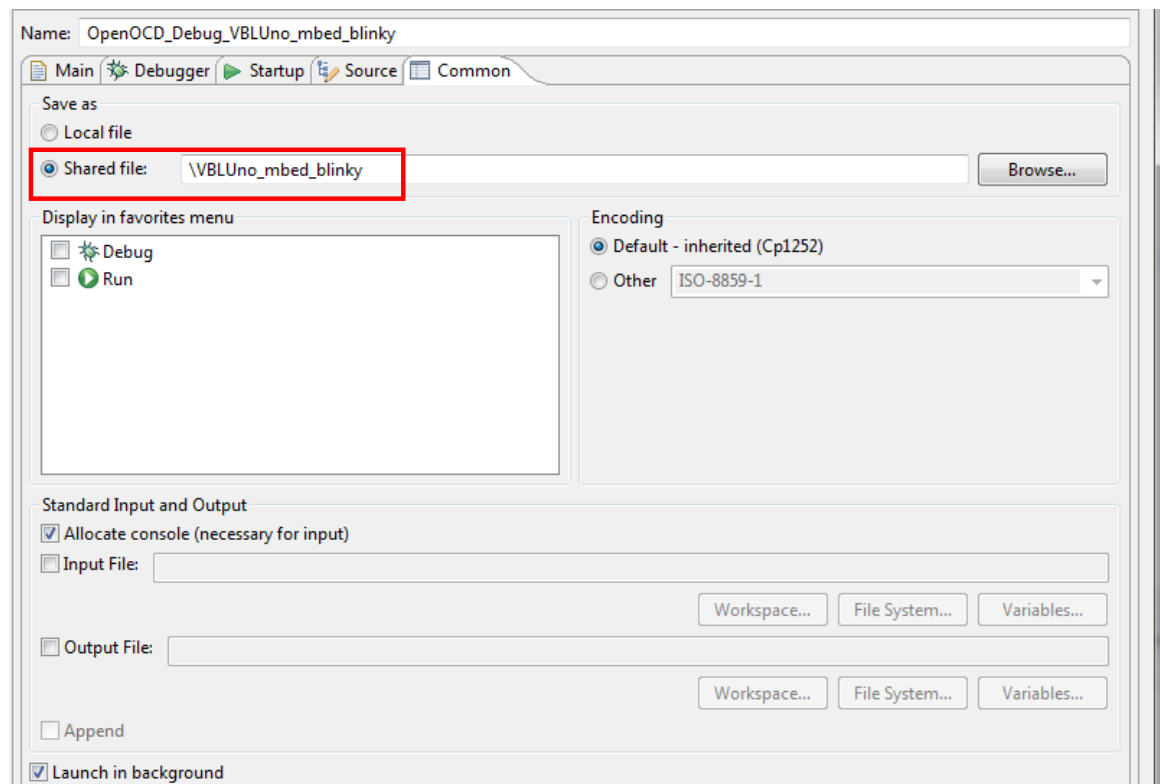 Name: OpenOCD_Debug_VBLUno_mbed_blinky
Main Debugger Startup Source Common
Save as
Local file
Shared file: \VBLUno_mbed_blinky Browse...
Display in favorites menu
Debug
Run
Encoding
Default - inherited (Cp1252)
Other ISO-8859-1
Standard Input and Output
Allocate console (necessary for input)
Input File:
Workspace... File System... Variables...
Output File:
Workspace... File System... Variables...
Append
Launch in background